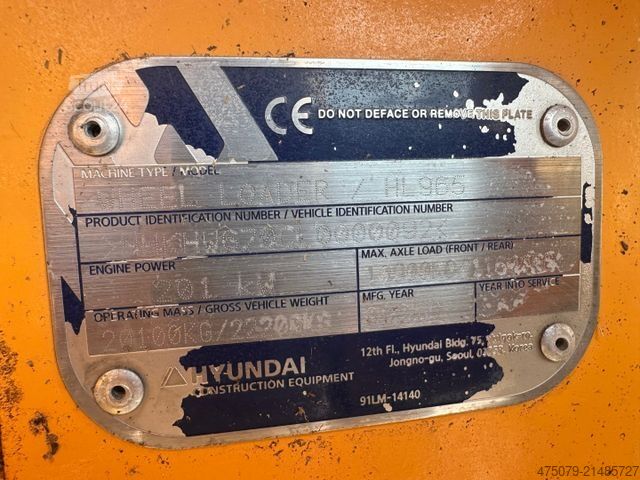 CE DO NOT DEFACE OR REMOVE THIS PLATE
MACHINE TYPE / MODEL
WHEEL LOADER / HL965
PRODUCT IDENTIFICATION NUMBER / VEHICLE IDENTIFICATION NUMBER
ENGINE POWER
MAX. AXLE LOAD (FRONT / REAR)
201 kW
OPERATING MASS / GROSS VEHICLE WEIGHT
MFG. YEAR
YEAR INTO SERVICE
20100KG/
HYUNDAI
CONSTRUCTION EQUIPMENT
12th Fl., Hyundai Bldg. 75,
Jongno-gu, Seoul, Korea
91LM-14140
475079-21485727